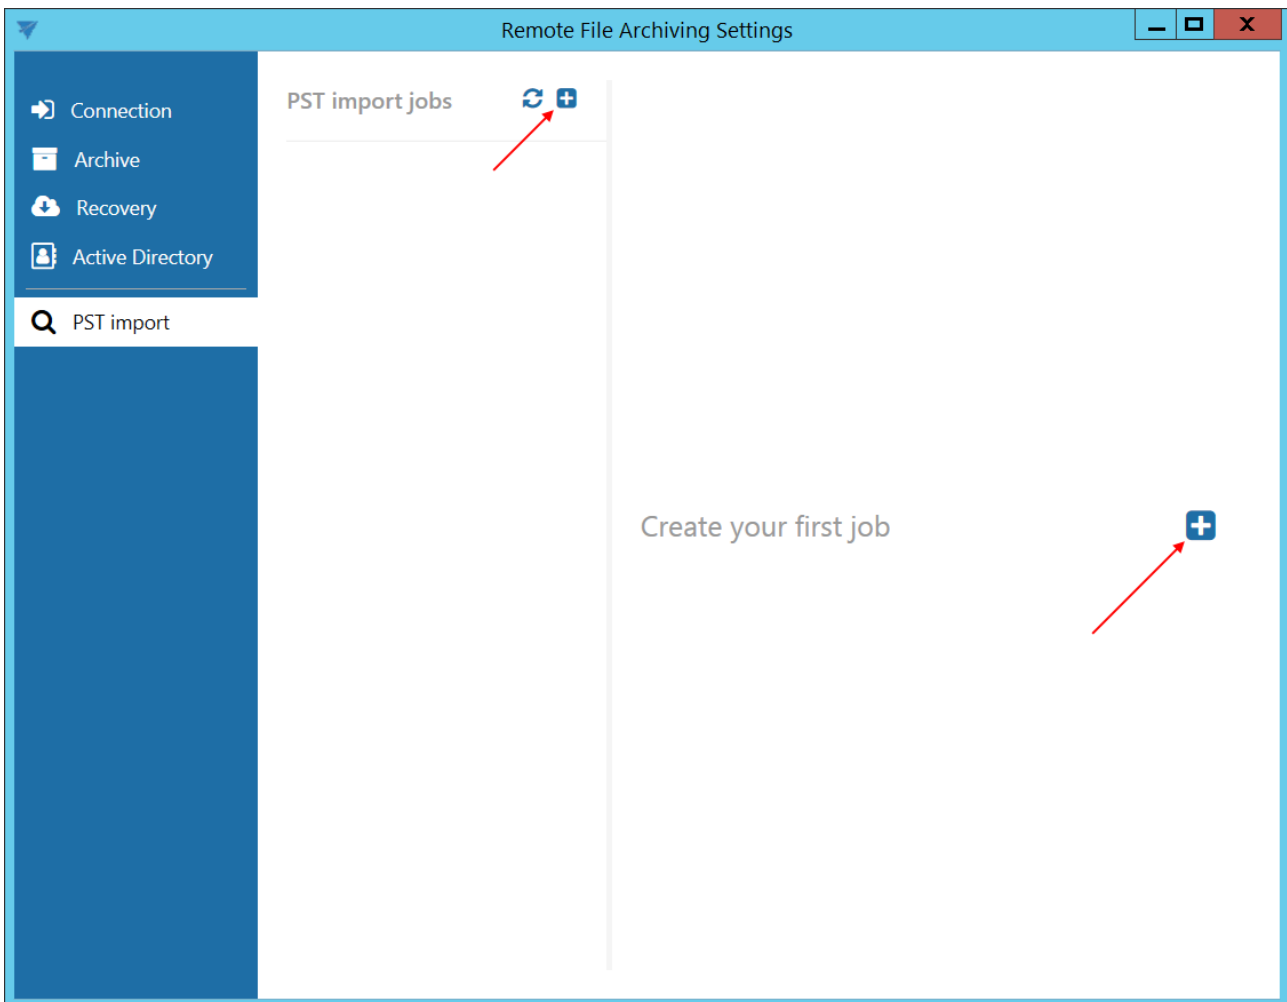 Remote File Archiving Settings
Connection
Archive
Recovery
Active Directory
PST import
PST import jobs
Create your first job